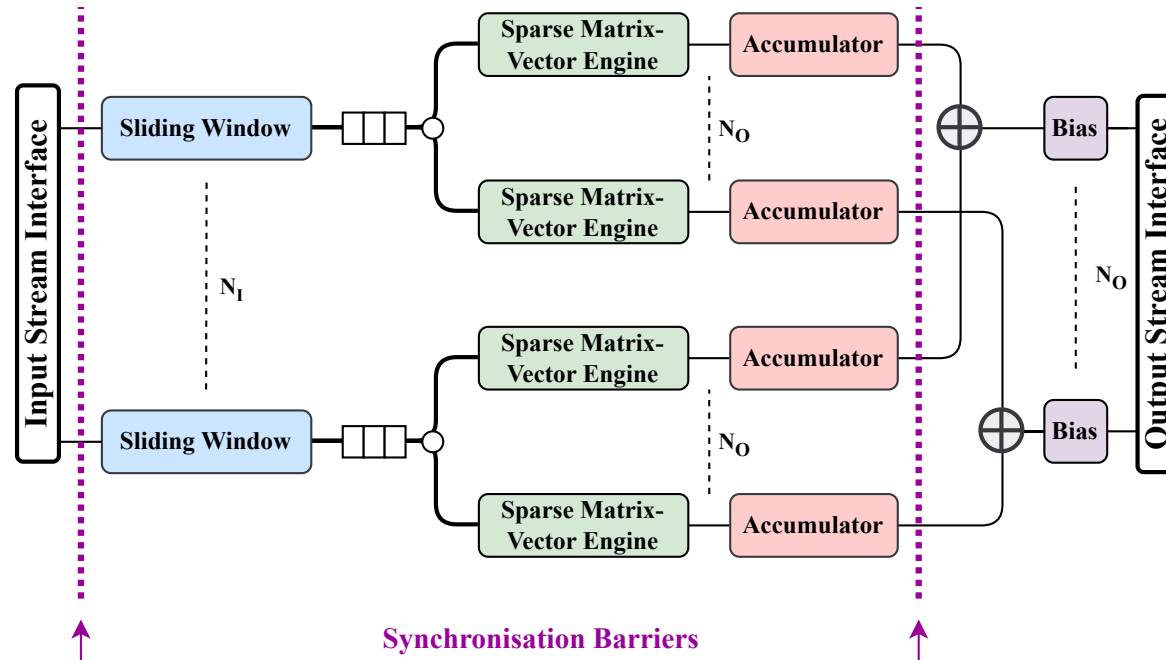 Input Stream Interface
Sliding Window
Sparse Matrix-
Vector Engine
Accumulator
N_O
Sparse Matrix-
Vector Engine
Accumulator
Bias
N_I
N_O
Output Stream Interface
Sliding Window
Sparse Matrix-
Vector Engine
Accumulator
N_O
Sparse Matrix-
Vector Engine
Accumulator
Bias
Synchronisation Barriers